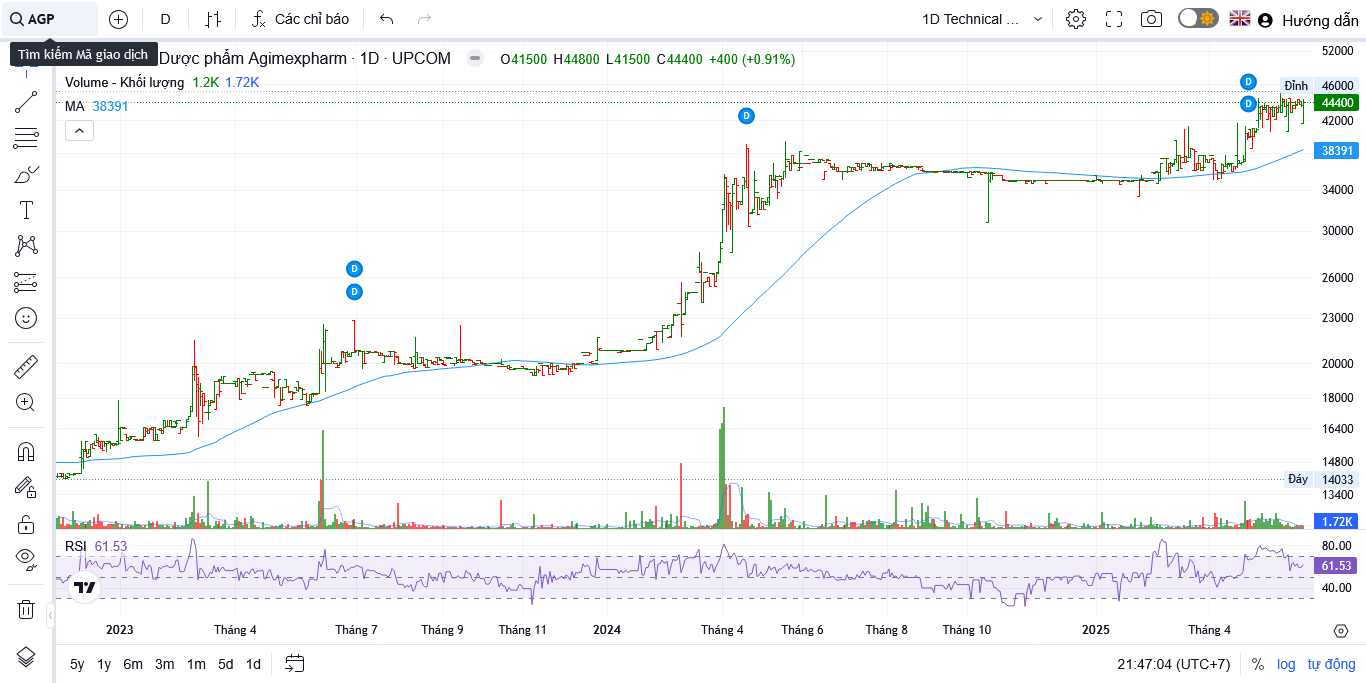 AGP D Các chỉ báo 1D Technical ... Hướng dẫn
Tìm kiếm Mã giao dịch
Dược phẩm Agimexpharm · 1D · UPCOM O41500 H44800 L41500 C44400 +400 (+0.91%)
Volume - Khối lượng 1.2K 1.72K
MA 38391
D
D
D
D
D
52000
Đỉnh 46000
44400
42000
38391
34000
30000
26000
23000
20000
18000
16400
14800
Đáy 14033
13400
1.72K
RSI 61.53
80.00
61.53
40.00
2023 Tháng 4 Tháng 7 Tháng 9 Tháng 11 2024 Tháng 4 Tháng 6 Tháng 8 Tháng 10 2025 Tháng 4
5y 1y 6m 3m 1m 5d 1d 21:47:04 (UTC+7) % log tự động